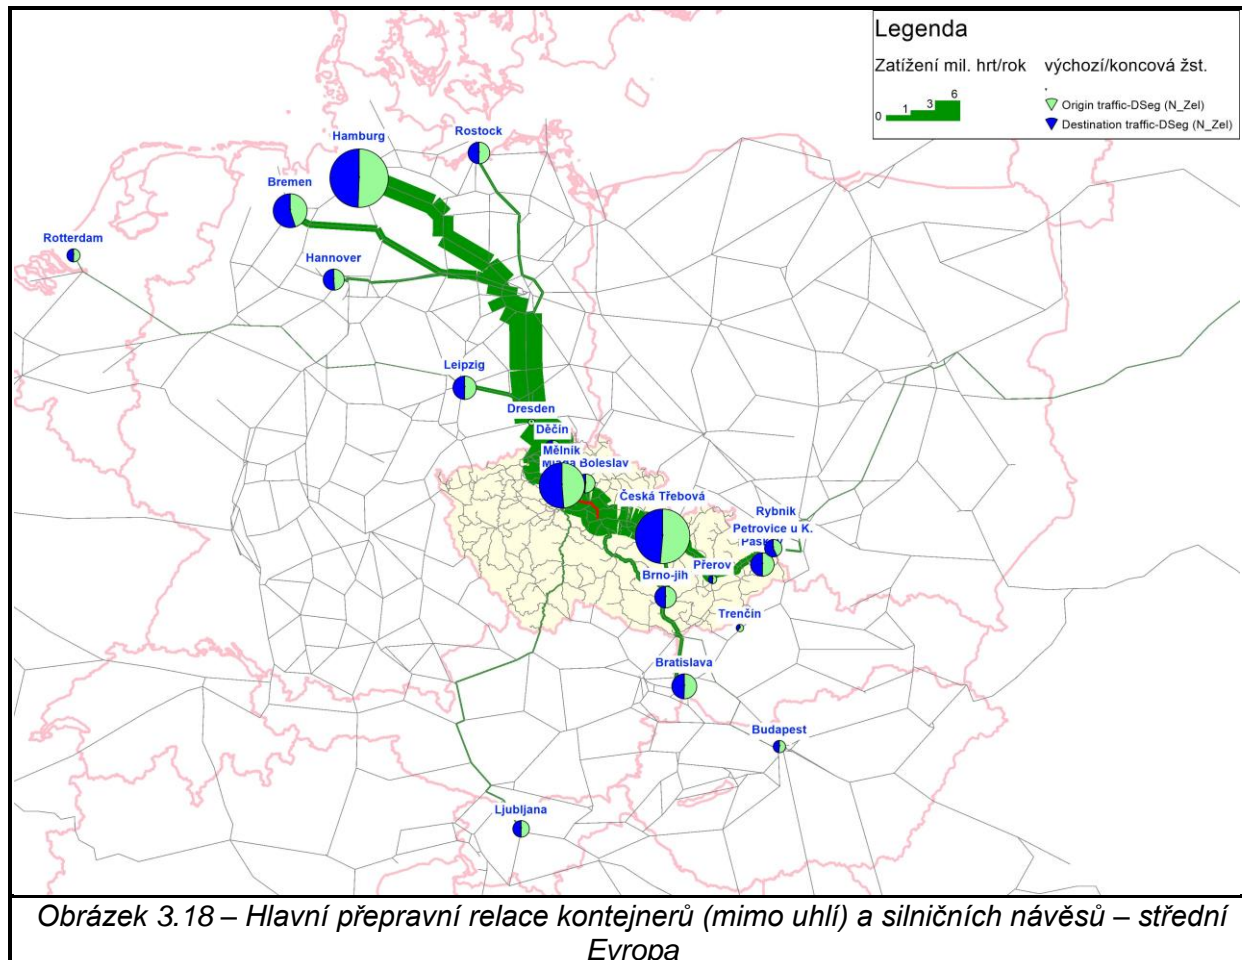 Legenda
Zatížení mil. hrt/rok
výchozí/koncová žst.
0 1 3 6
Origin traffic-DSeg (N_Zel)
Destination traffic-DSeg (N_Zel)
Hamburg
Rostock
Bremen
Rotterdam
Hannover
Leipzig
Dresden
Děčín
Mělník
Boleslav
Česká Třebová
Rybnik
Petrovice u K.
Přerov
Brno-jih
Trenčín
Bratislava
Budapest
Ljubljana
Obrázek 3.18 – Hlavní přepravní relace kontejnerů (mimo uhlí) a silničních návěsů – střední
Evropa